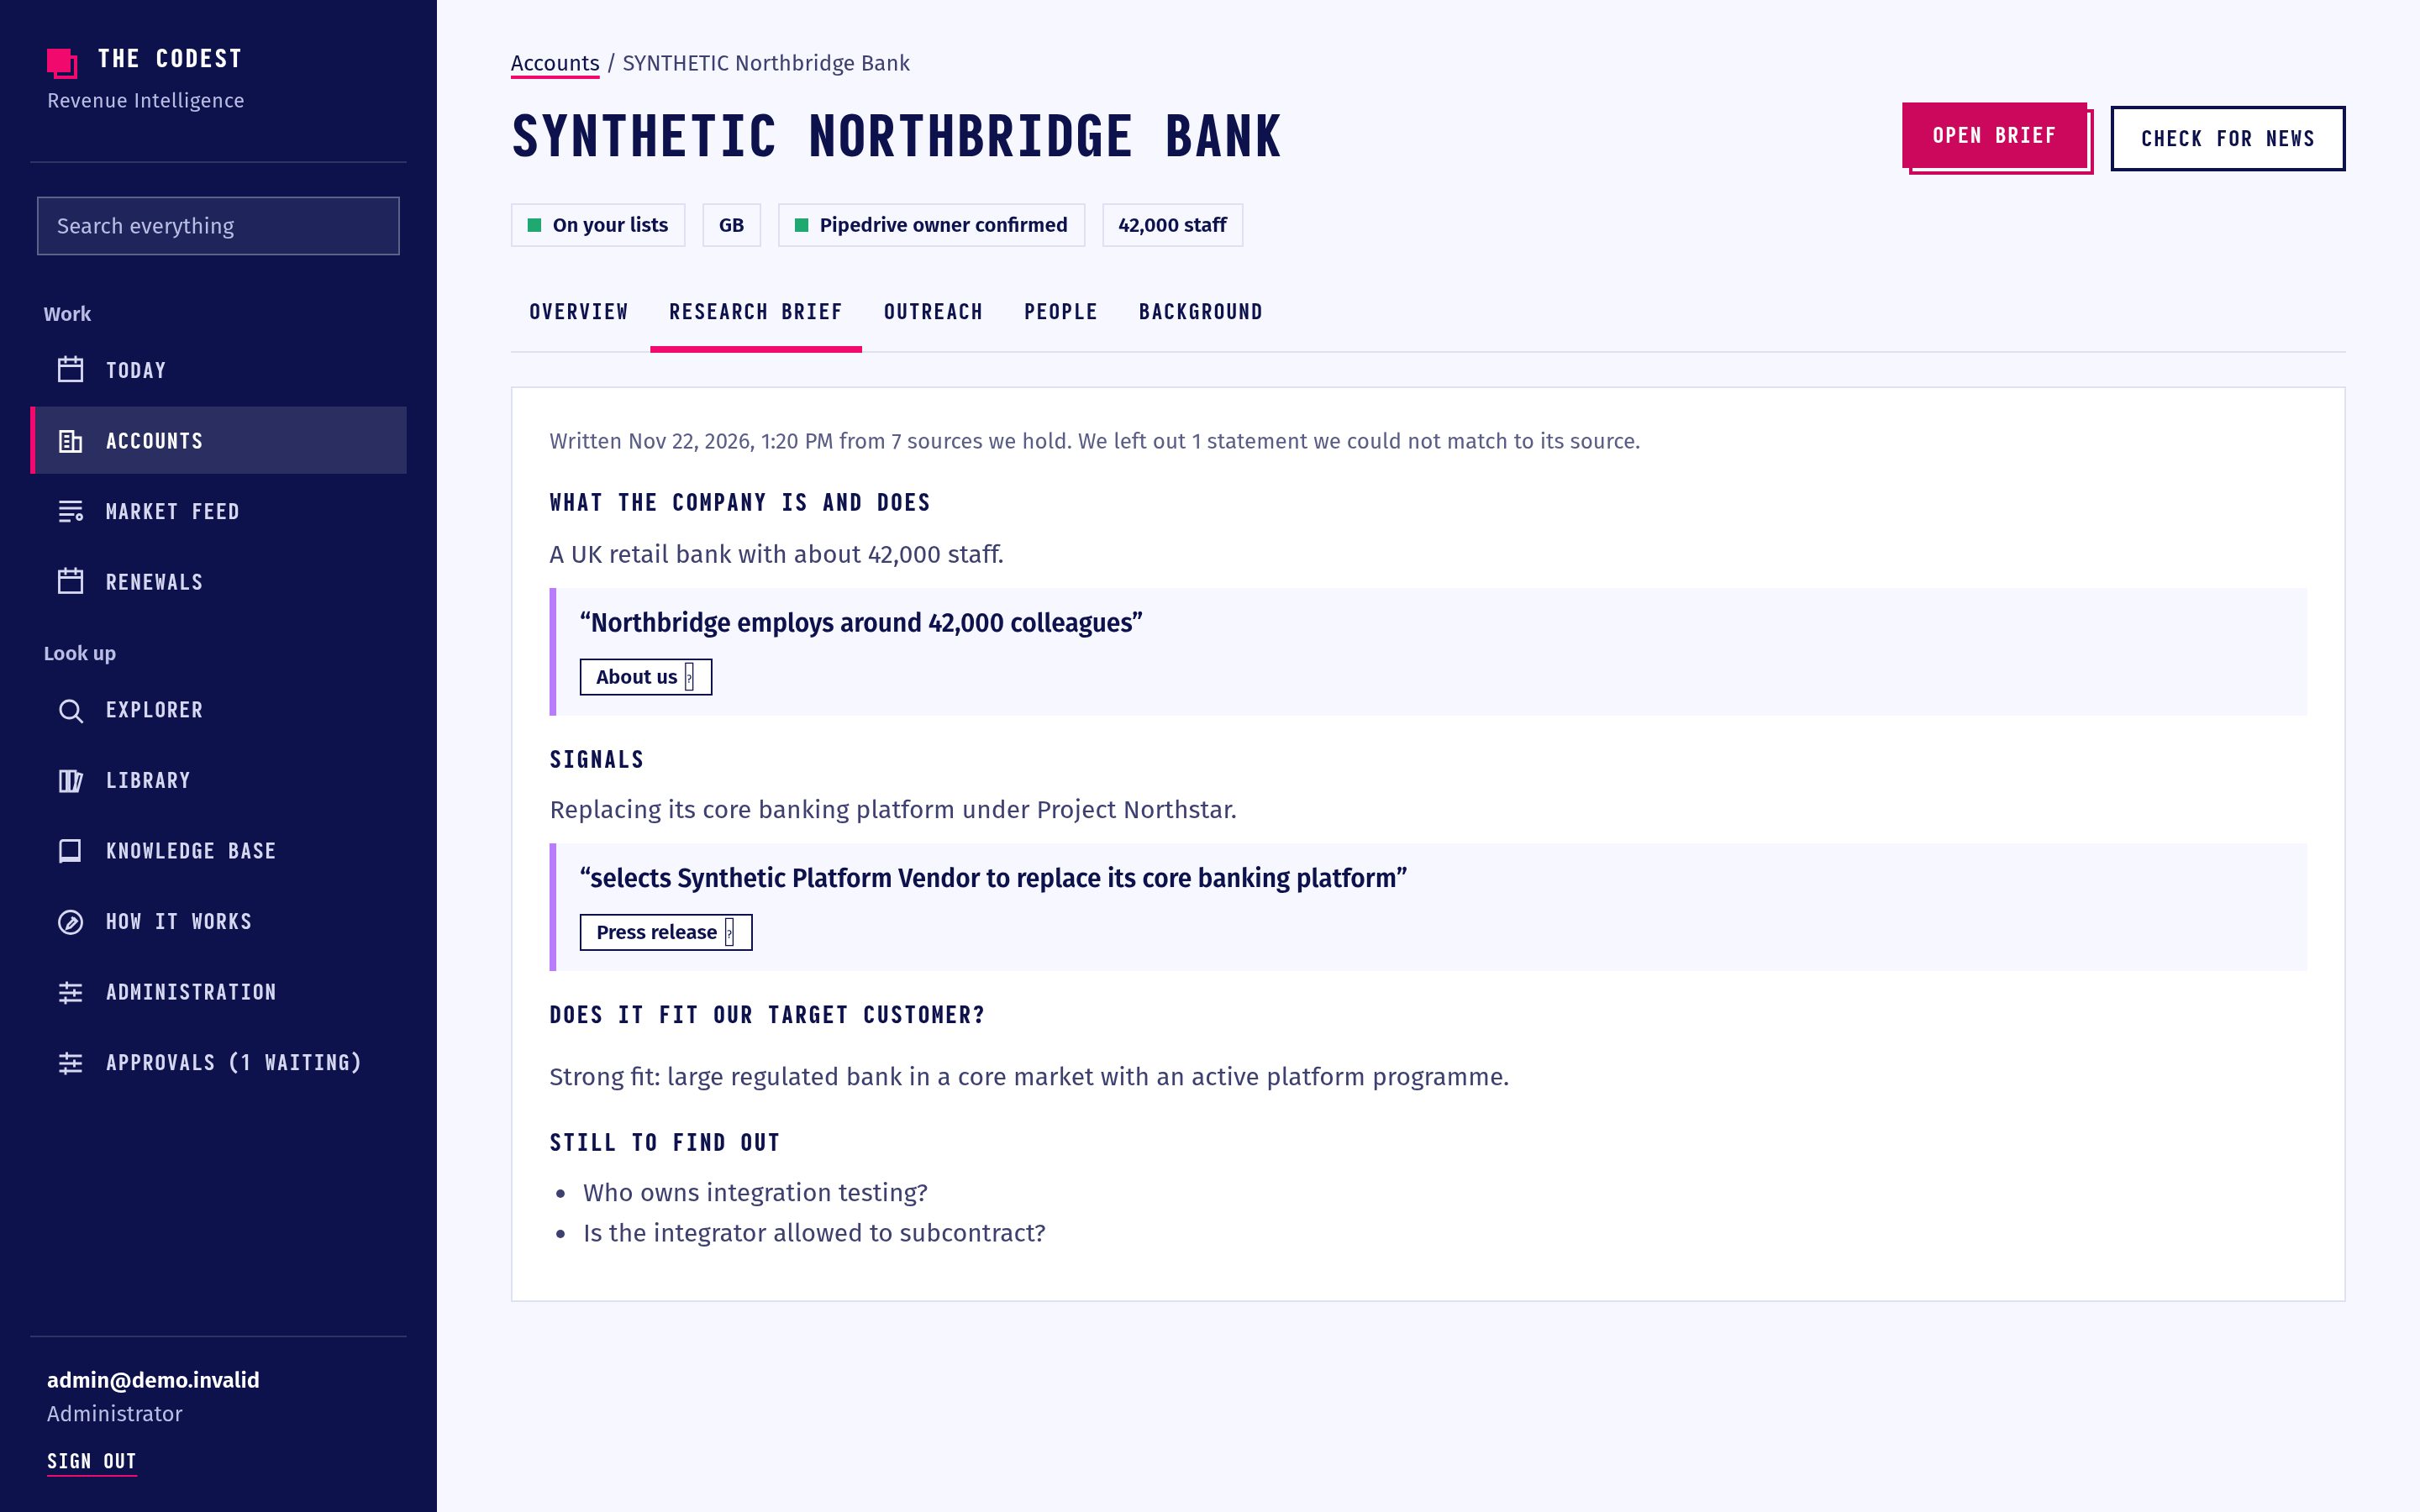 THE CODEST
Revenue Intelligence
Search everything
Work
TODAY
ACCOUNTS
MARKET FEED
RENEWALS
Look up
EXPLORER
LIBRARY
KNOWLEDGE BASE
HOW IT WORKS
ADMINISTRATION
APPROVALS (1 WAITING)
admin@demo.invalid
Administrator
SIGN OUT
Accounts / SYNTHETIC Northbridge Bank
SYNTHETIC NORTHBRIDGE BANK
OPEN BRIEF
CHECK FOR NEWS
On your lists
GB
Pipedrive owner confirmed
42,000 staff
OVERVIEW
RESEARCH BRIEF
OUTREACH
PEOPLE
BACKGROUND
Written Nov 22, 2026, 1:20 PM from 7 sources we hold. We left out 1 statement we could not match to its source.
WHAT THE COMPANY IS AND DOES
A UK retail bank with about 42,000 staff.
“Northbridge employs around 42,000 colleagues”
About us
SIGNALS
Replacing its core banking platform under Project Northstar.
“selects Synthetic Platform Vendor to replace its core banking platform”
Press release
DOES IT FIT OUR TARGET CUSTOMER?
Strong fit: large regulated bank in a core market with an active platform programme.
STILL TO FIND OUT
• Who owns integration testing?
• Is the integrator allowed to subcontract?